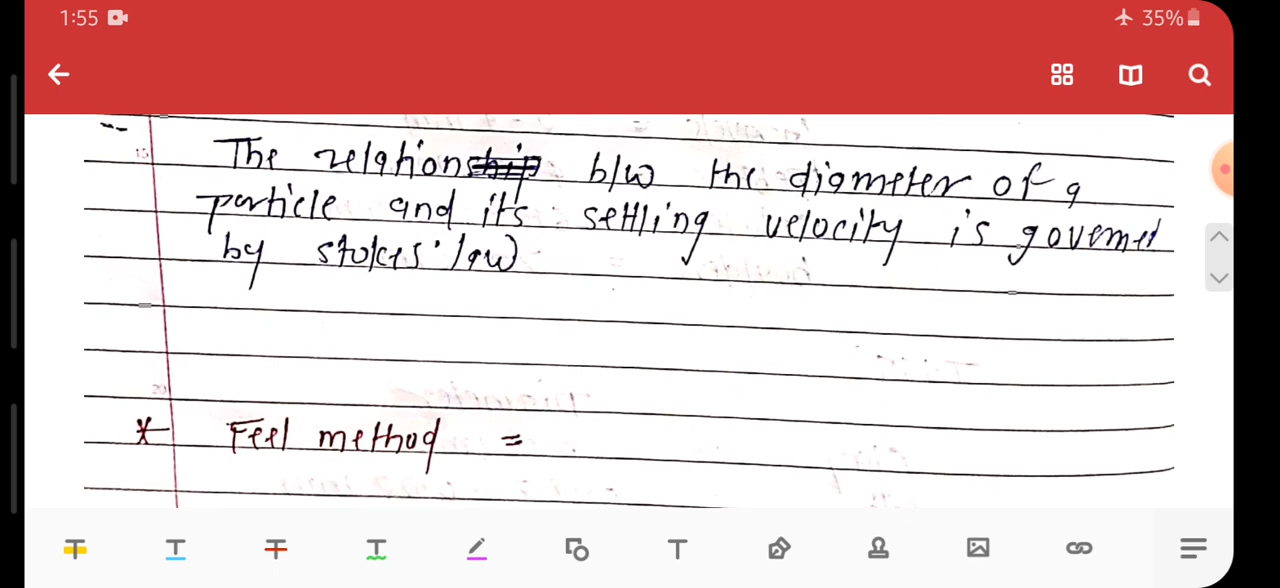 1:55
35%
The relation b/w the diameter of a
particle and it's settling velocity is governed
by stokes' law
* Feel method =